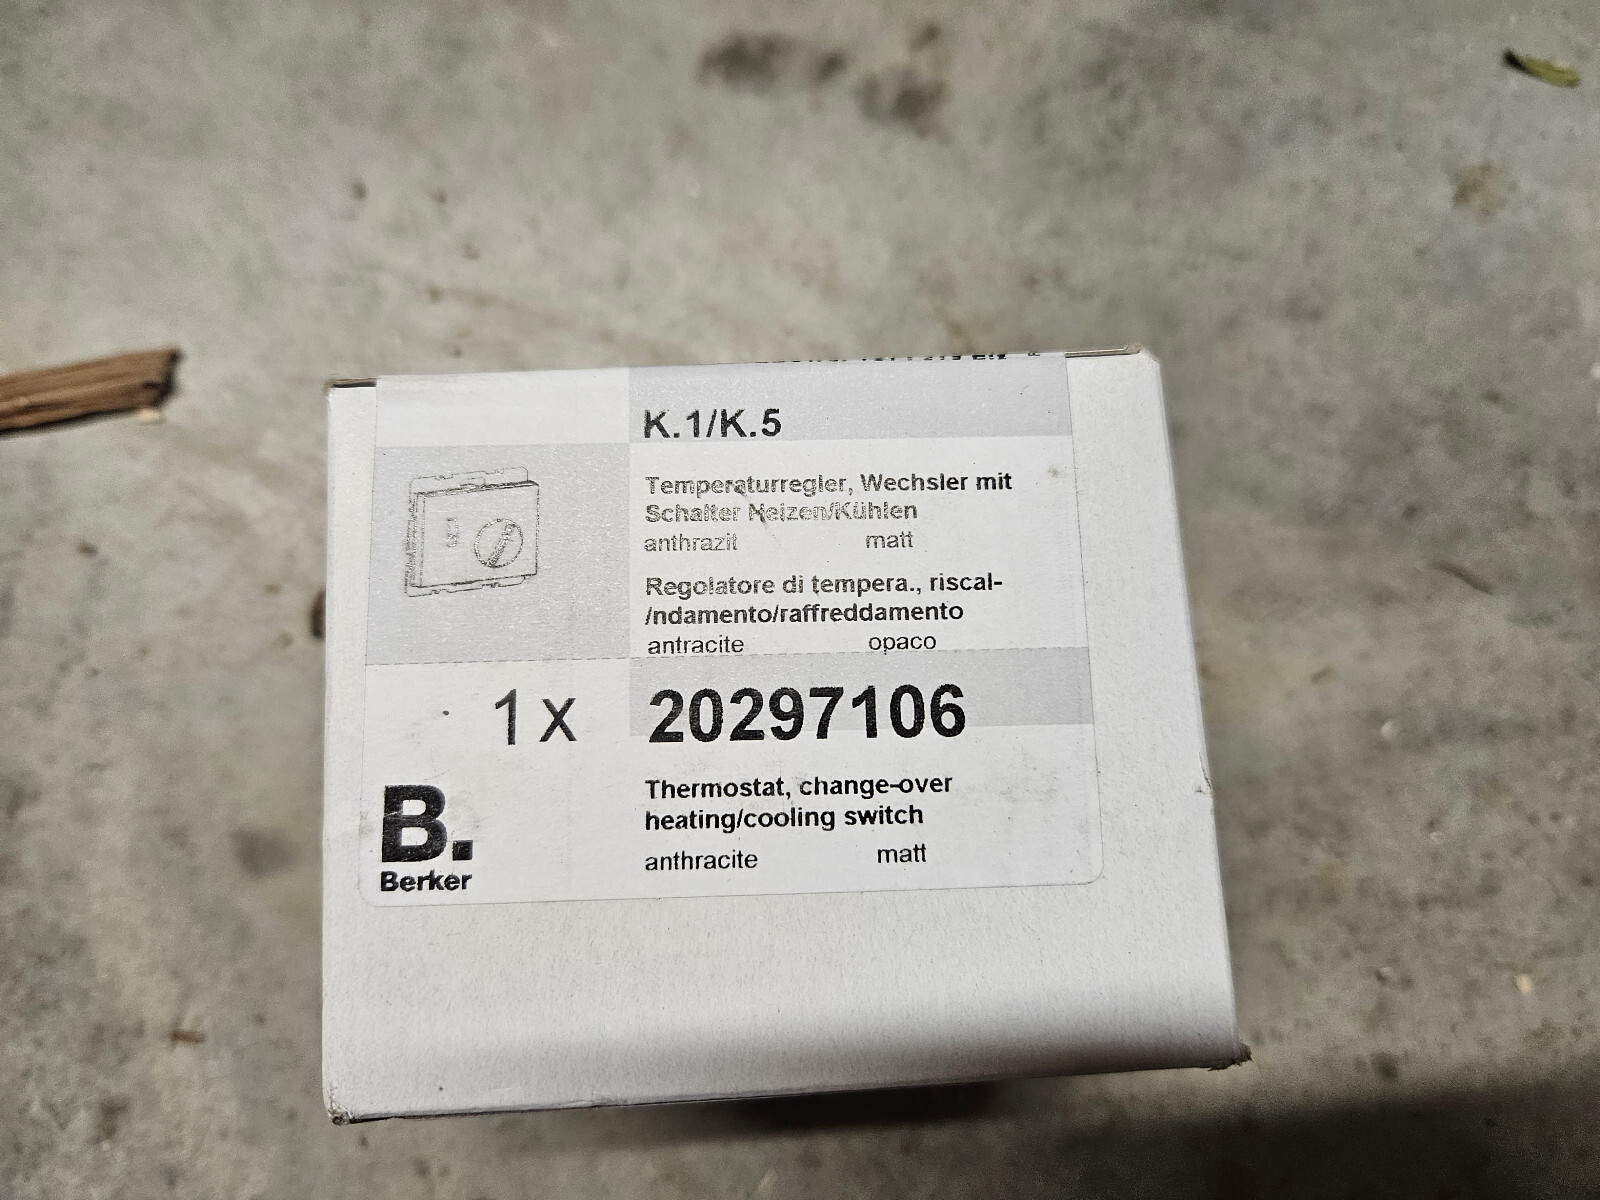 K.1/K.5
Temperaturregler, Wechsler mit
Schalter Heizen/Kühlen
anthrazit matt
Regolatore di tempera., riscal-
/ndamento/raffreddamento
antracite opaco
1 x 20297106
Thermostat, change-over
heating/cooling switch
anthracite matt
B.
Berker